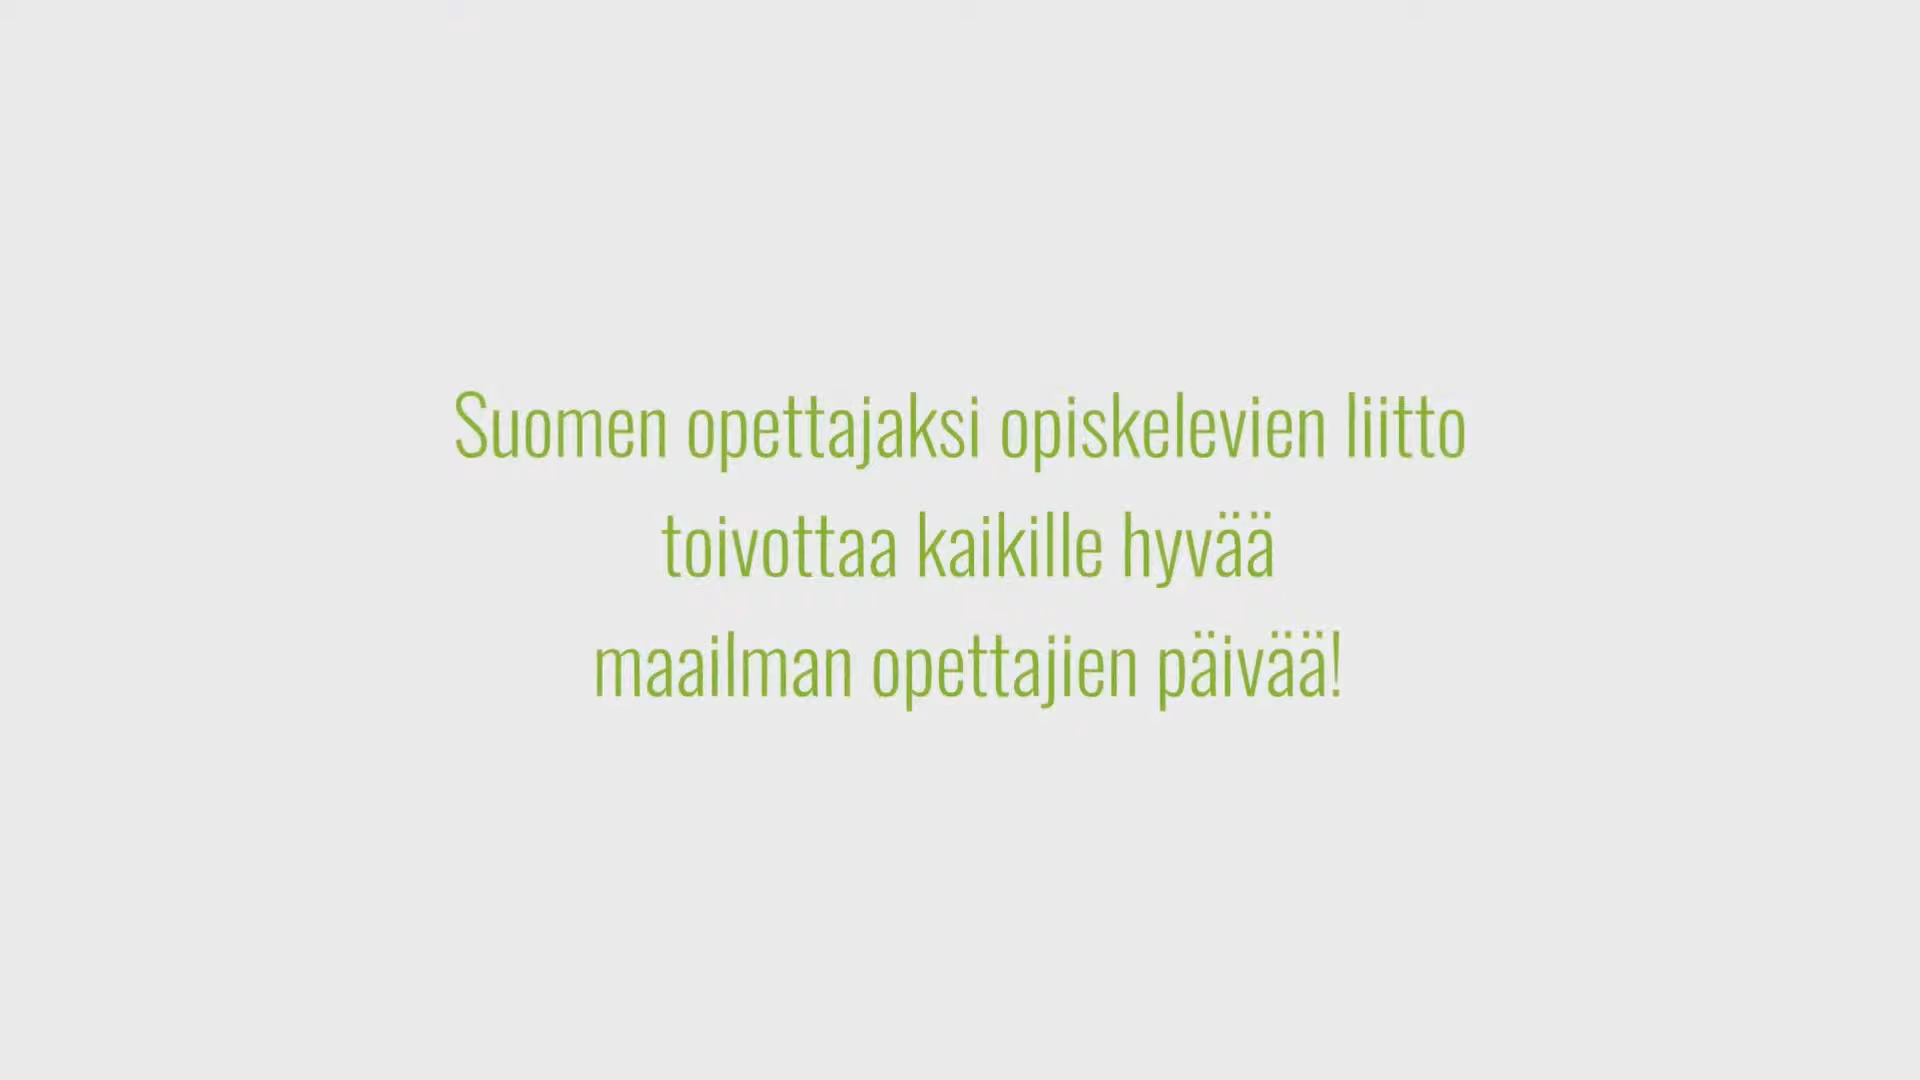 Suomen opettajaksi opiskelevien liitto
toivottaa kaikille hyvää
maailman opettajien päivää!